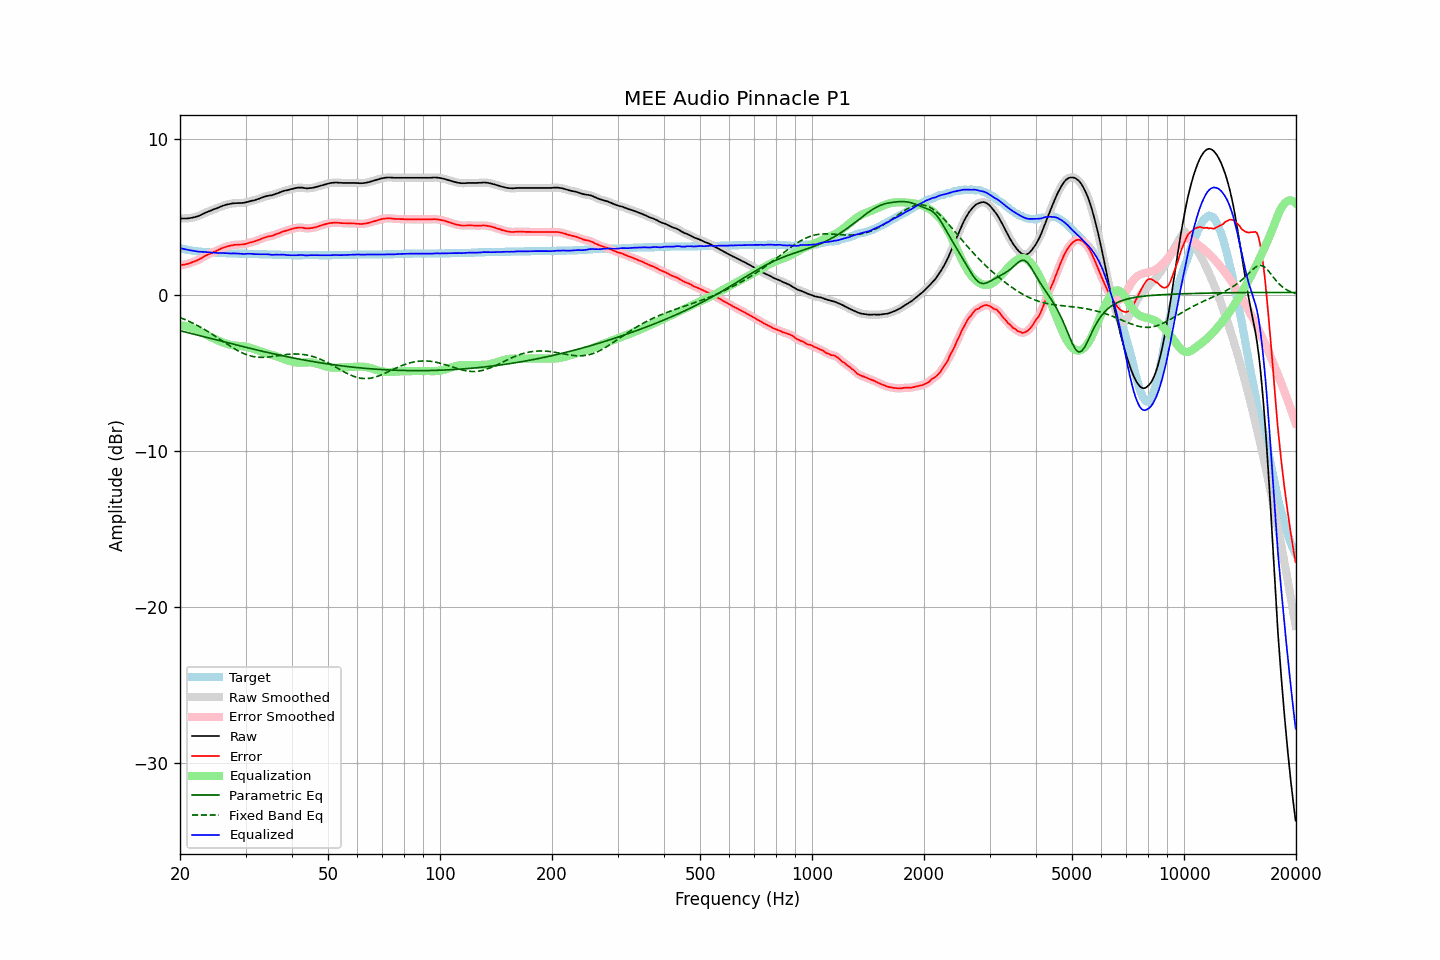 MEE Audio Pinnacle P1
Amplitude (dBr)
10
0
−10
−20
−30
Target
Raw Smoothed
Error Smoothed
Raw
Error
Equalization
Parametric Eq
Fixed Band Eq
Equalized
20 50 100 200 500 1000 2000 5000 10000 20000
Frequency (Hz)